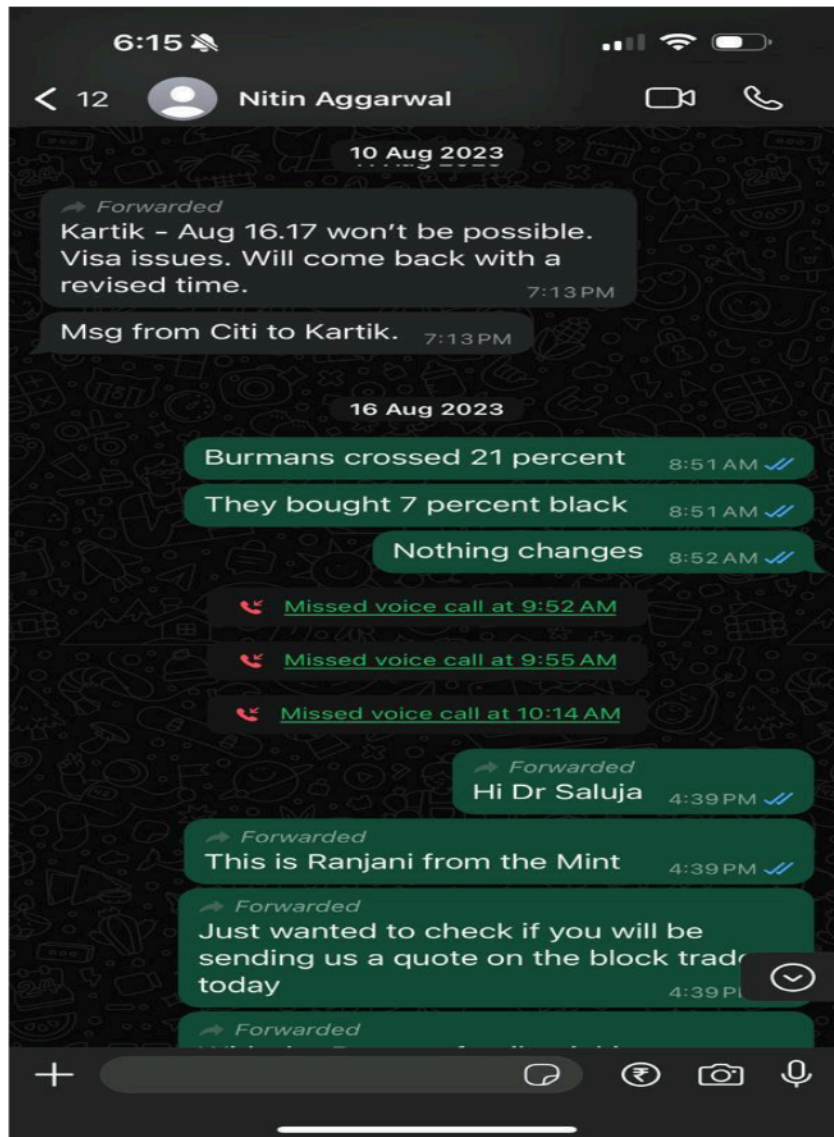 6:15
12 Nitin Aggarwal
10 Aug 2023
Forwarded
Kartik - Aug 16.17 won't be possible.
Visa issues. Will come back with a
revised time. 7:13 PM
Msg from Citi to Kartik. 7:13 PM
16 Aug 2023
Burmans crossed 21 percent 8:51 AM
They bought 7 percent black 8:51 AM
Nothing changes 8:52 AM
Missed voice call at 9:52 AM
Missed voice call at 9:55 AM
Missed voice call at 10:14 AM
Forwarded
Hi Dr Saluja 4:39 PM
Forwarded
This is Ranjani from the Mint 4:39 PM
Forwarded
Just wanted to check if you will be
sending us a quote on the block
today 4:39
Forwarded